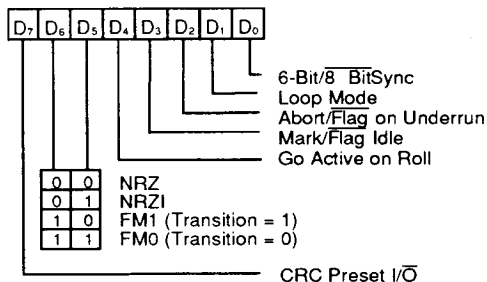 D7 D6 D5 D4 D3 D2 D1 D0
6-Bit/8 BitSync
Loop Mode
Abort/Flag on Underrun
Mark/Flag Idle
Go Active on Roll
0 0 NRZ
0 1 NRZI
1 0 FM1 (Transition = 1)
1 1 FM0 (Transition = 0)
CRC Preset I/O